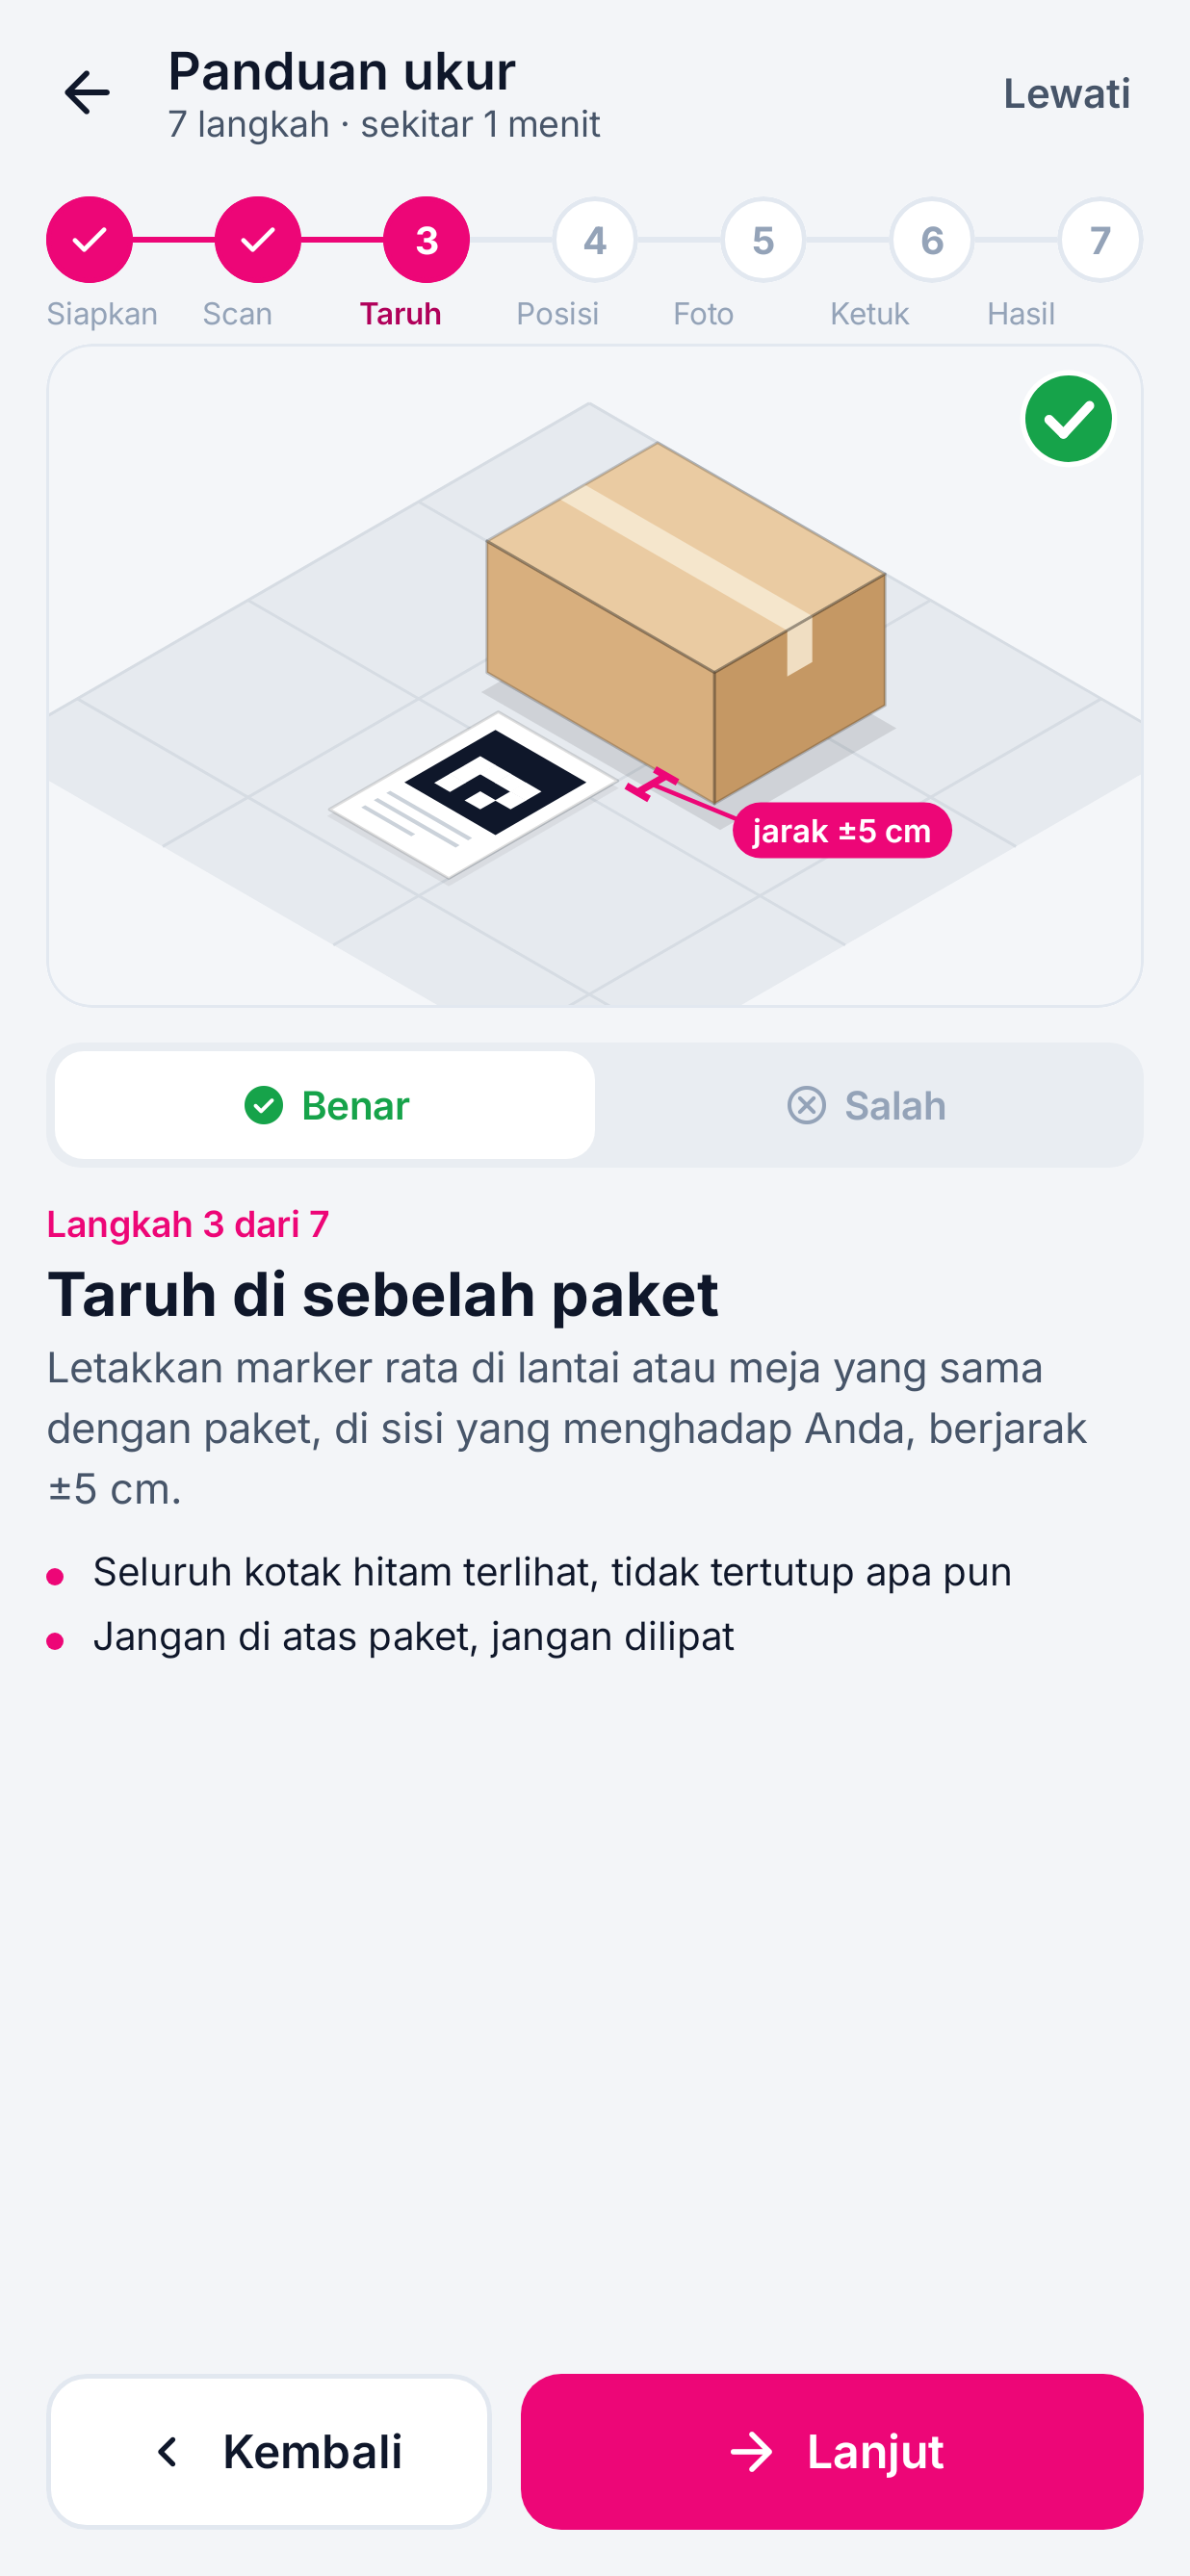 Panduan ukur
7 langkah · sekitar 1 menit
Lewati
3
4
5
6
7
Siapkan
Scan
Taruh
Posisi
Foto
Ketuk
Hasil
jarak ±5 cm
Benar
Salah
Langkah 3 dari 7
Taruh di sebelah paket
Letakkan marker rata di lantai atau meja yang sama
dengan paket, di sisi yang menghadap Anda, berjarak
±5 cm.
Seluruh kotak hitam terlihat, tidak tertutup apa pun
Jangan di atas paket, jangan dilipat
Kembali
Lanjut